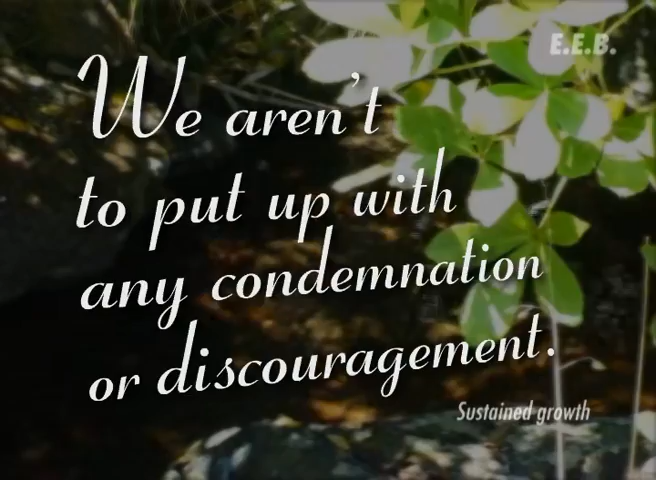 E.E.B.
We aren't
to put up with
any condemnation
or discouragement.
Sustained growth